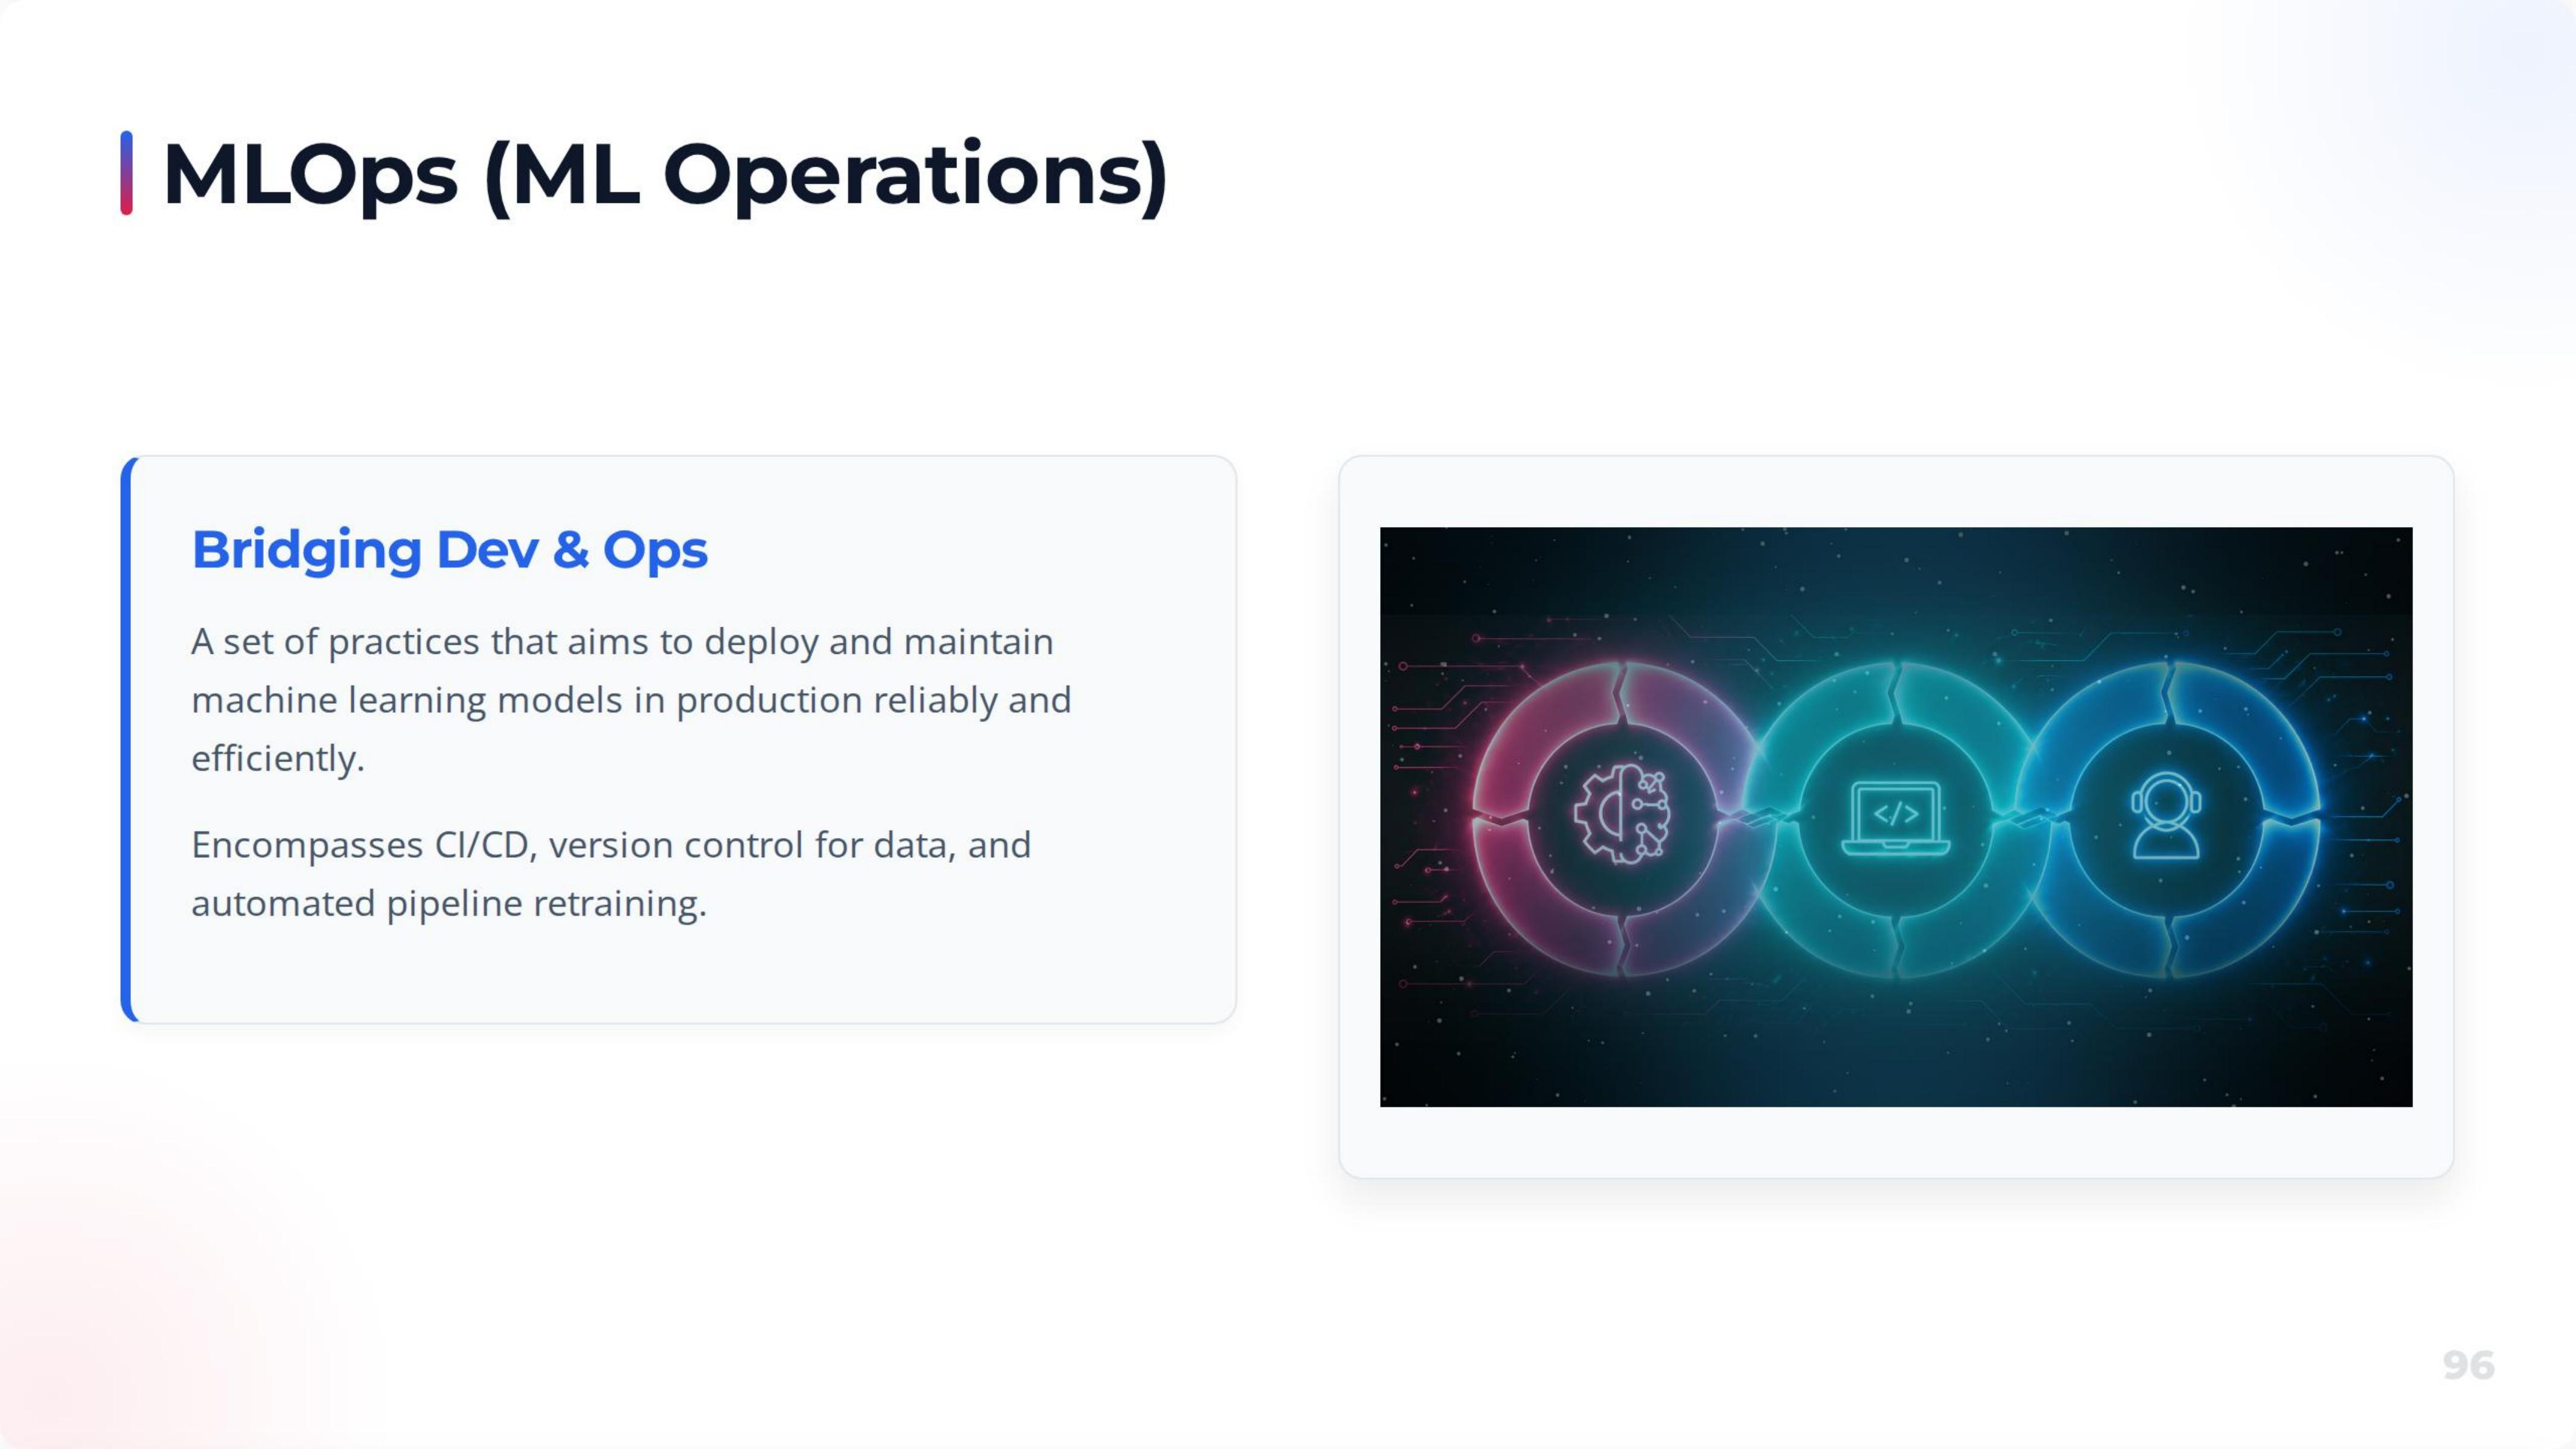 MLOps (ML Operations)
Bridging Dev & Ops
A set of practices that aims to deploy and maintain
machine learning models in production reliably and
efficiently.
Encompasses CI/CD, version control for data, and
automated pipeline retraining.
</>
96